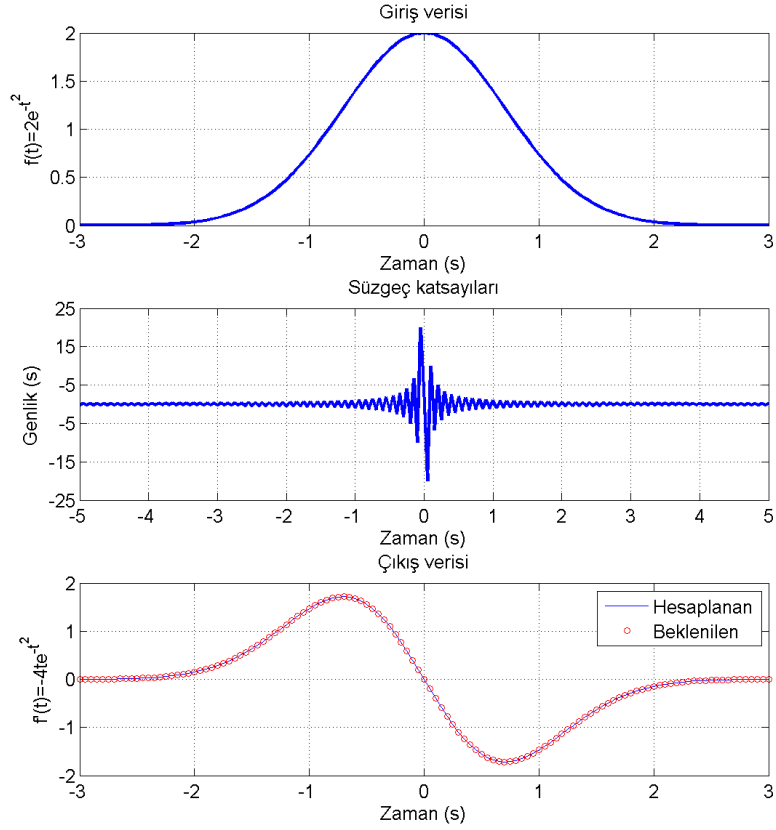 Giriş verisi
f(t)=2e^-t^2
2
1.5
1
0.5
0
-3 -2 -1 0 1 2 3
Zaman (s)
Süzgeç katsayıları
Genlik (s)
25
15
-5
-5
-15
-25
-5 -4 -3 -2 -1 0 1 2 3 4 5
Zaman (s)
Çıkış verisi
f'(t)=-4te^-t^2
2
1
0
-1
-2
Hesaplanan
Beklenilen
-3 -2 -1 0 1 2 3
Zaman (s)